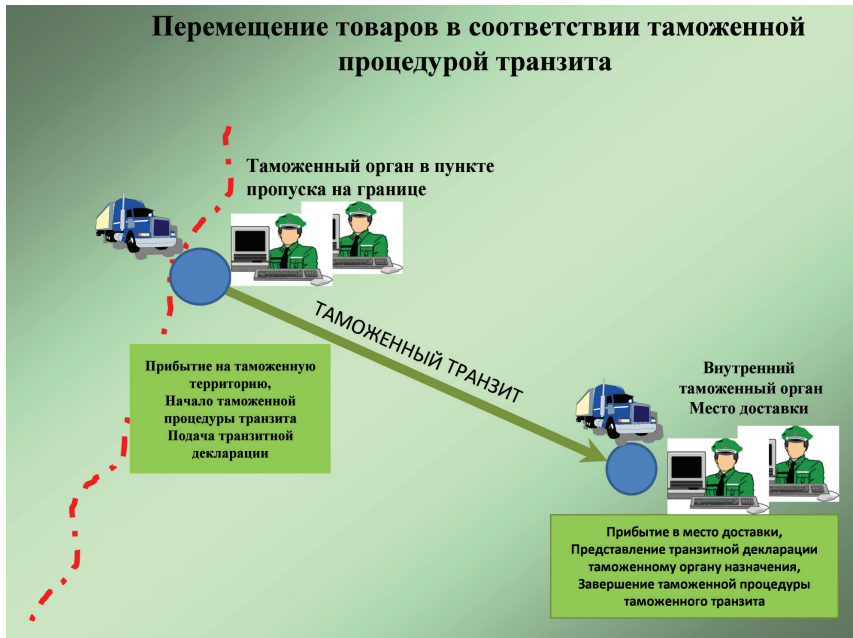 Перемещение товаров в соответствии таможенной
процедурой транзита
Таможенный орган в пункте
пропуска на границе
ТАМОЖЕННЫЙ ТРАНЗИТ
Прибытие на таможенную
территорию,
Начало таможенной
процедуры транзита
Подача транзитной
декларации
Внутренний
таможенный орган
Место доставки
Прибытие в место доставки,
Представление транзитной декларации
таможенному органу назначения,
Завершение таможенной процедуры
таможенного транзита